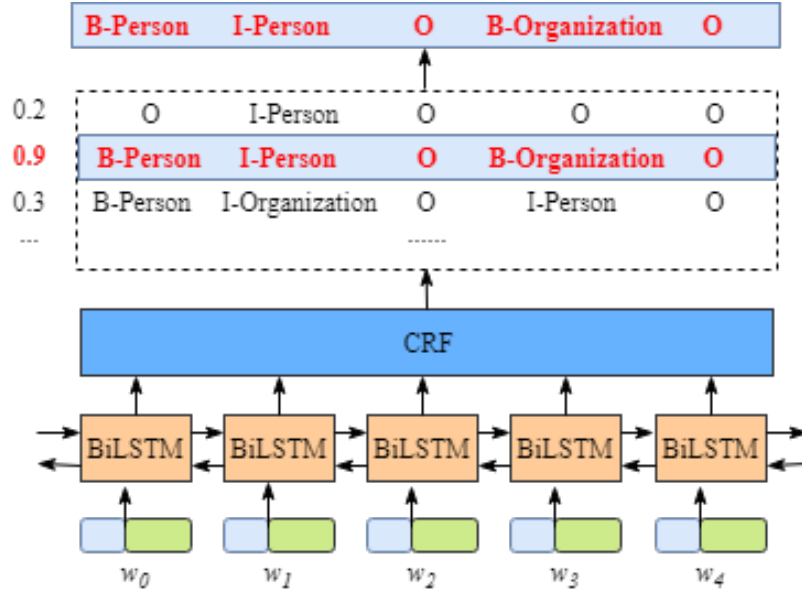 B-Person I-Person O B-Organization O
0.2 O I-Person O O O
0.9 B-Person I-Person O B-Organization O
0.3 B-Person I-Organization O I-Person O
... ......
CRF
BiLSTM BiLSTM BiLSTM BiLSTM BiLSTM
w0 w1 w2 w3 w4